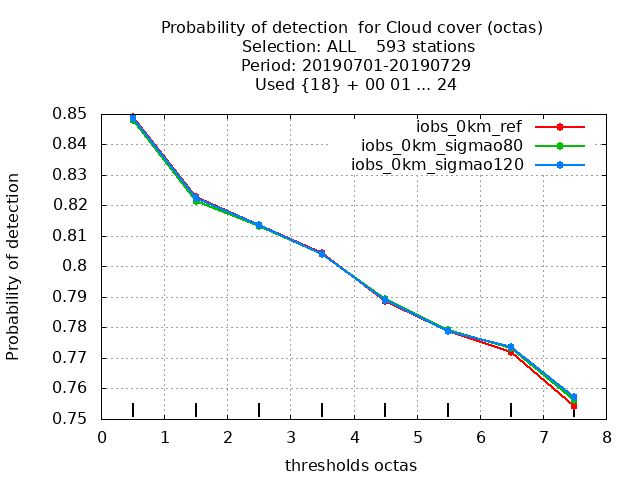 Probability of detection  for Cloud cover (octas)
Selection: ALL    593 stations
Period: 20190701-20190729
Used {18} + 00 01 ... 24
iobs_0km_ref
iobs_0km_sigmao80
iobs_0km_sigmao120
Probability of detection
0.85
0.84
0.83
0.82
0.81
0.8
0.79
0.78
0.77
0.76
0.75
0 1 2 3 4 5 6 7 8
thresholds octas